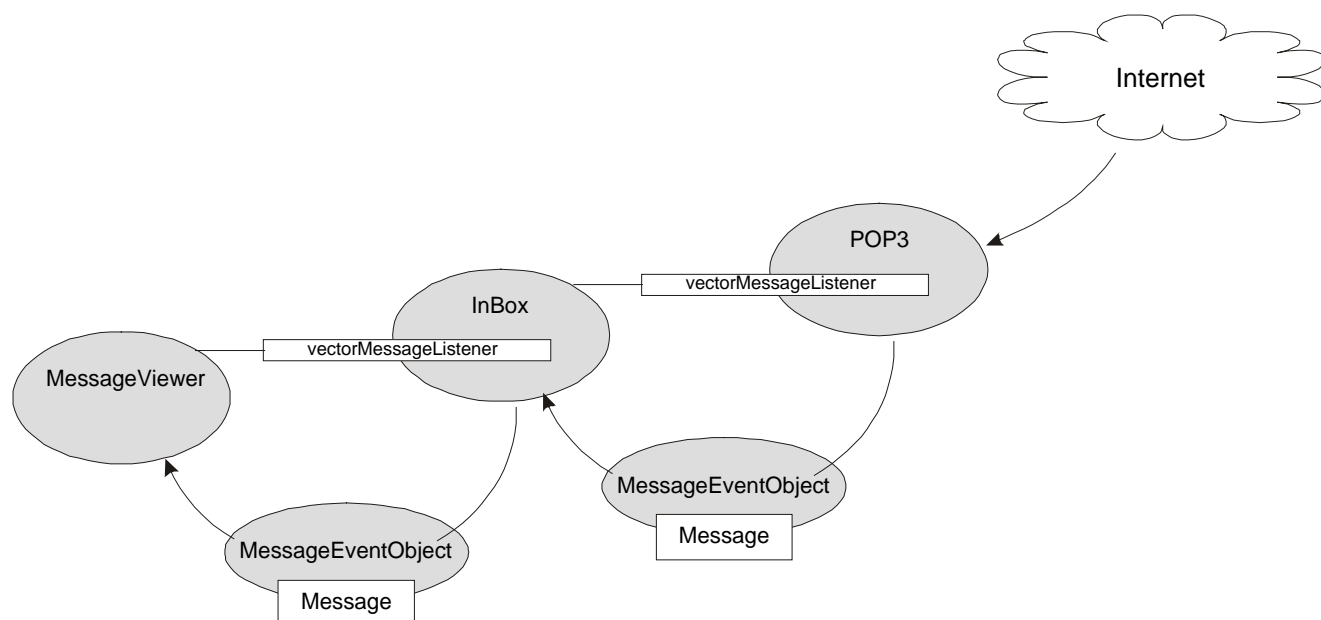 Internet
POP3
vectorMessageListener
InBox
vectorMessageListener
MessageViewer
MessageEventObject
Message
MessageEventObject
Message